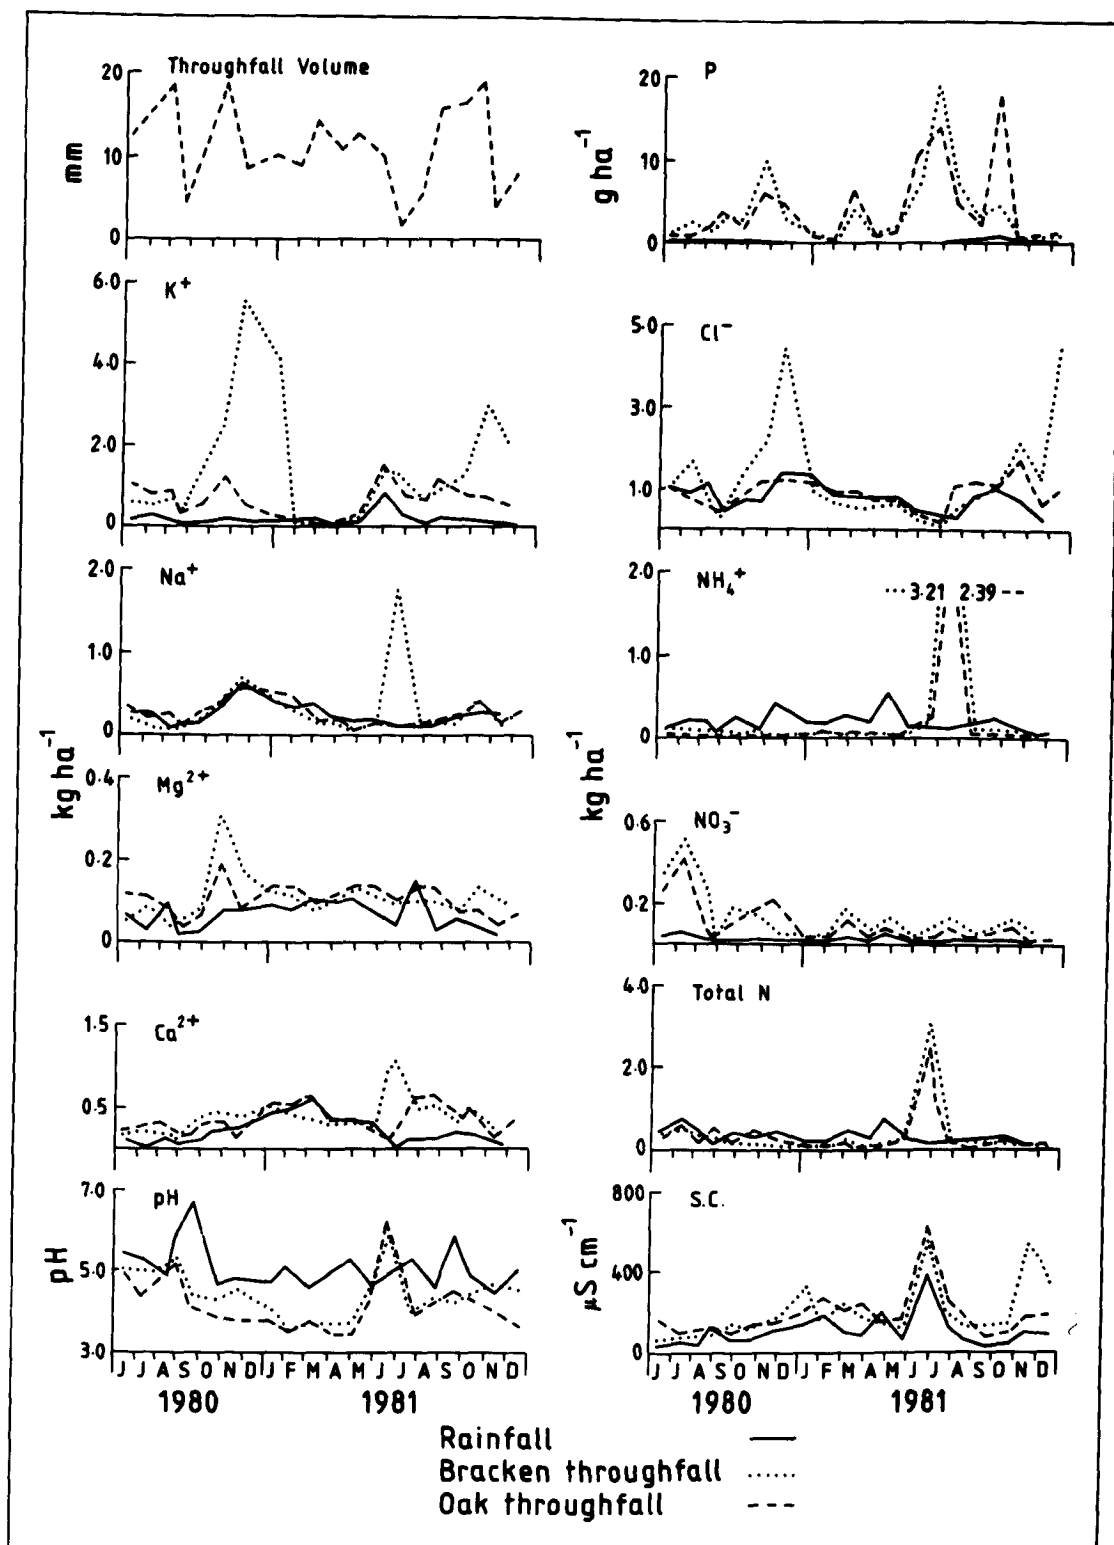 Throughfall Volume
20
10
0
mm
P
20
10
0
g ha⁻¹
K⁺
6·0
4·0
2·0
0
Cl⁻
5·0
3·0
1·0
Na⁺
2·0
1·0
0
NH₄⁺
2·0
1·0
0
3·21 2·39
kg ha⁻¹
kg ha⁻¹
Mg²⁺
0·4
0·2
0
NO₃⁻
0·6
0·2
Ca²⁺
1·5
0·5
Total N
4·0
2·0
0
pH
7·0
5·0
3·0
pH
S.C.
800
400
0
µS cm⁻¹
J J A S O N D J F M A M J J A S O N D
1980 1981
J J A S O N D J F M A M J J A S O N D
1980 1981
Rainfall
Bracken throughfall
Oak throughfall